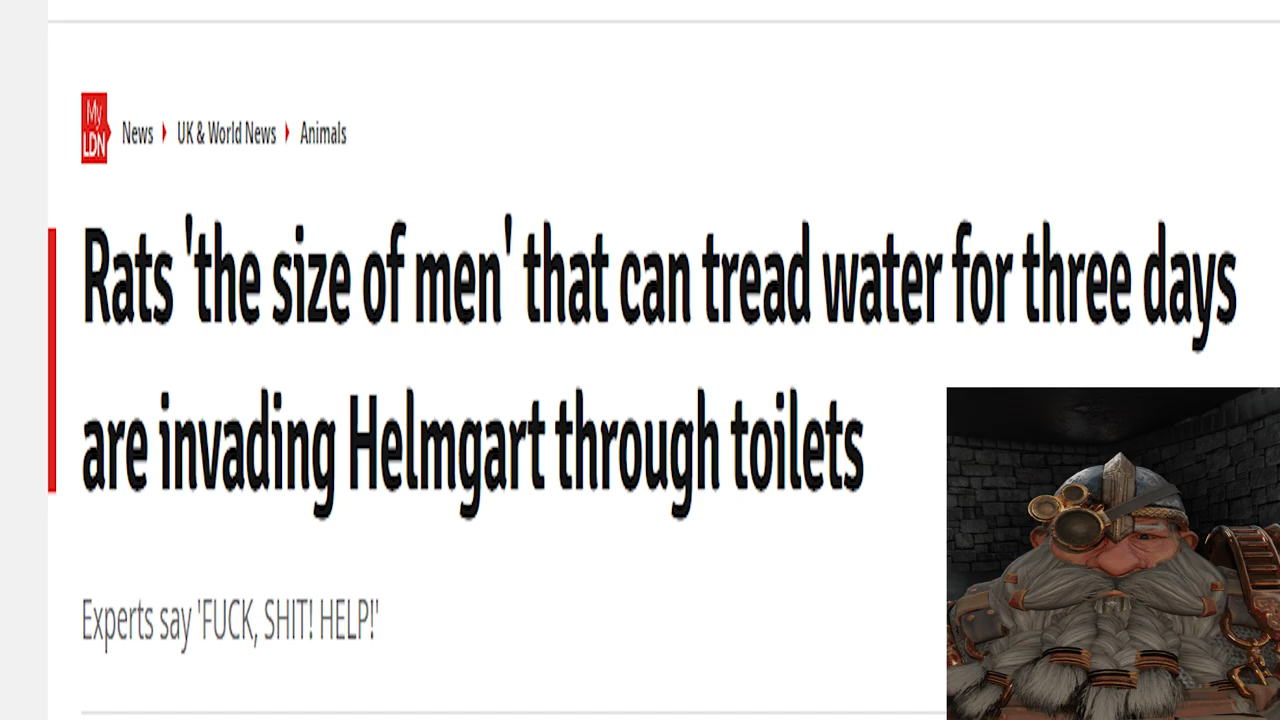 My
LDN
News UK & World News Animals
Rats 'the size of men' that can tread water for three days
are invading Helmgart through toilets
Experts say 'FUCK, SHIT! HELP!'